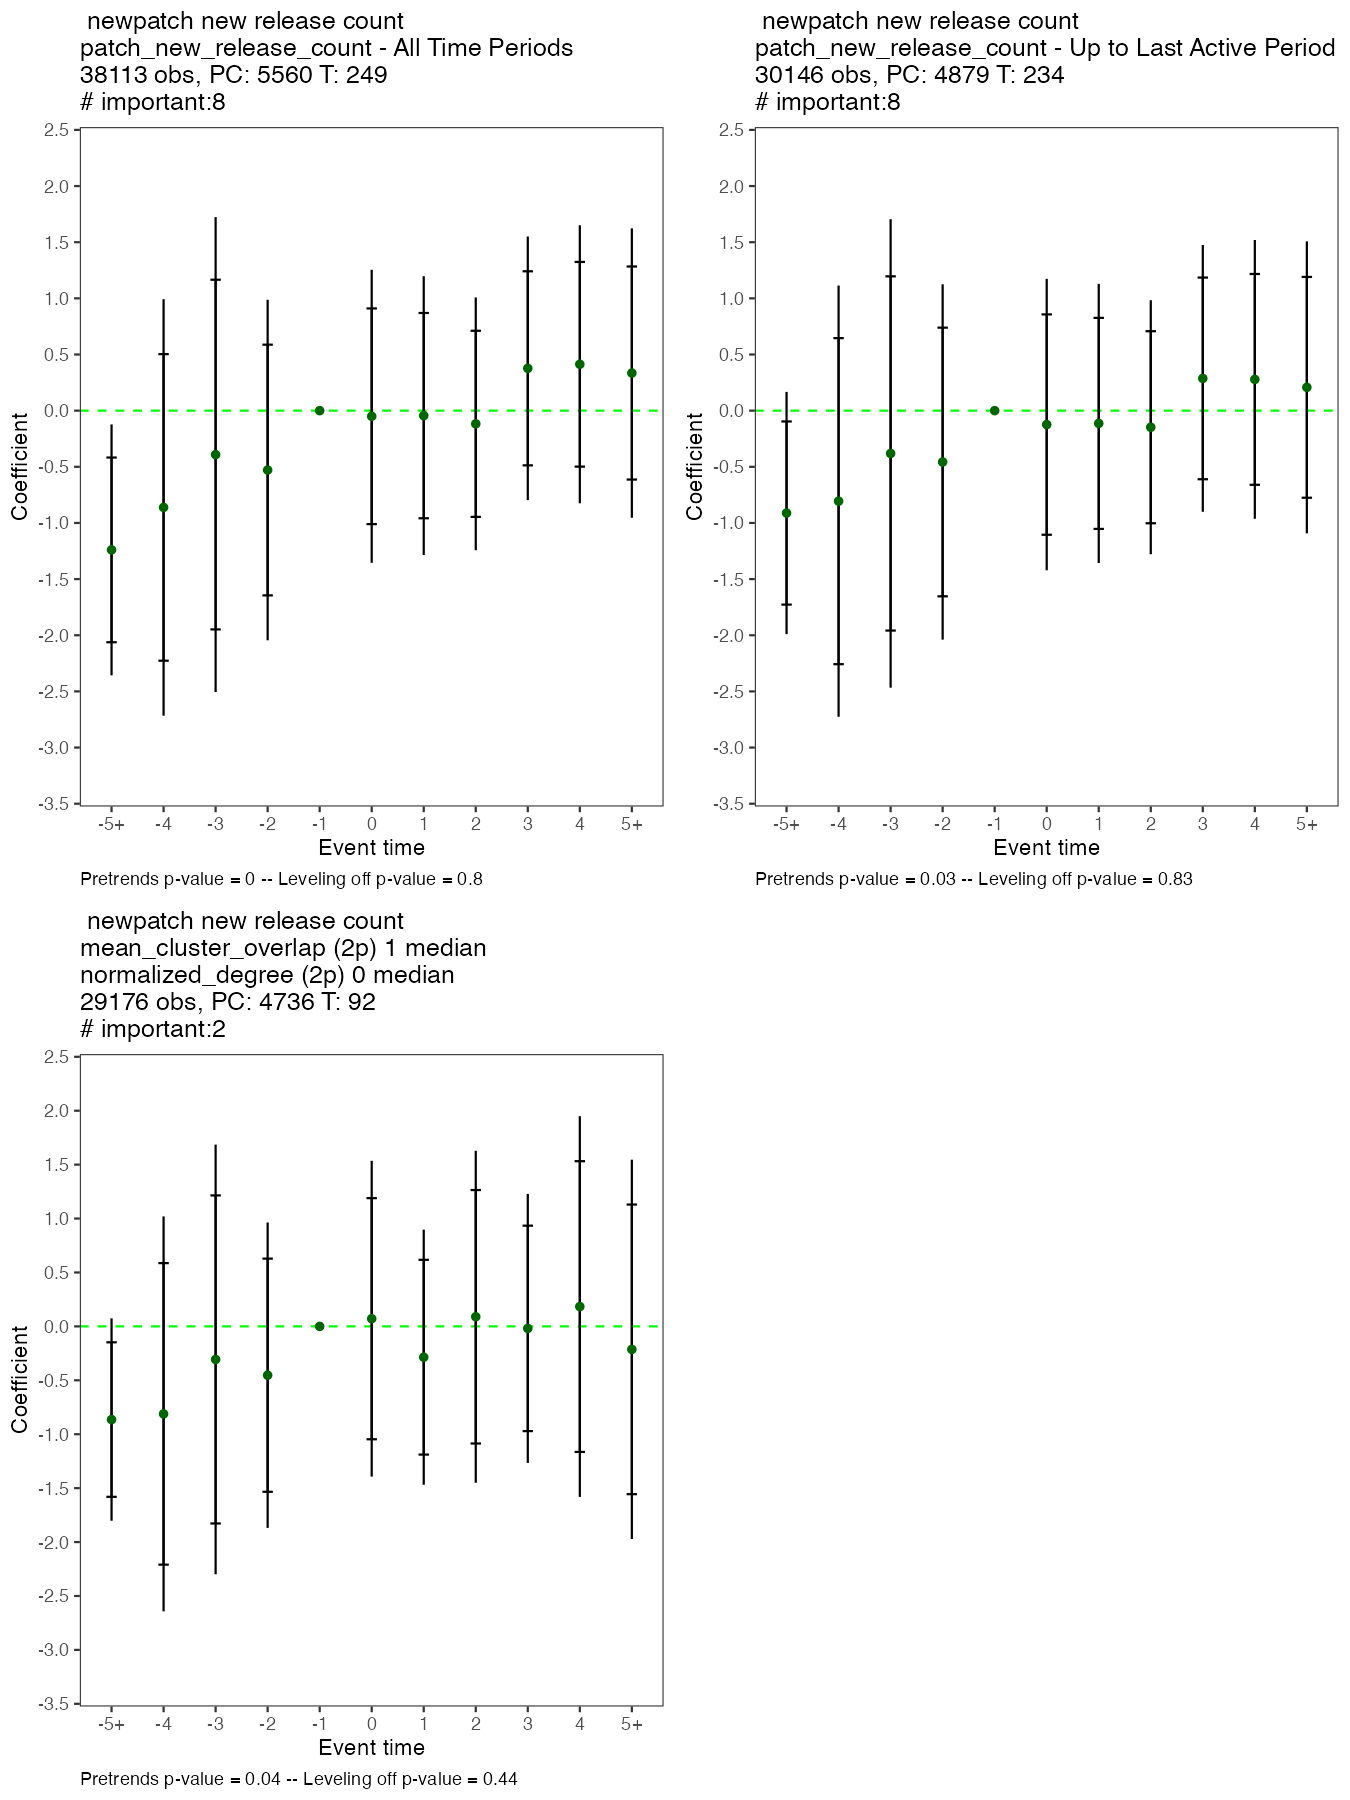 newpatch new release count
patch_new_release_count - All Time Periods
38113 obs, PC: 5560 T: 249
# important:8
2.5
2.0
1.5
1.0
0.5
0.0
-0.5
-1.0
-1.5
-2.0
-2.5
-3.0
-3.5
Coefficient
-5+ -4 -3 -2 -1 0 1 2 3 4 5+
Event time
Pretrends p-value = 0 -- Leveling off p-value = 0.8
newpatch new release count
patch_new_release_count - Up to Last Active Period
30146 obs, PC: 4879 T: 234
# important:8
2.5
2.0
1.5
1.0
0.5
0.0
-0.5
-1.0
-1.5
-2.0
-2.5
-3.0
-3.5
Coefficient
-5+ -4 -3 -2 -1 0 1 2 3 4 5+
Event time
Pretrends p-value = 0.03 -- Leveling off p-value = 0.83
newpatch new release count
mean_cluster_overlap (2p) 1 median
normalized_degree (2p) 0 median
29176 obs, PC: 4736 T: 92
# important:2
2.5
2.0
1.5
1.0
0.5
0.0
-0.5
-1.0
-1.5
-2.0
-2.5
-3.0
-3.5
Coefficient
-5+ -4 -3 -2 -1 0 1 2 3 4 5+
Event time
Pretrends p-value = 0.04 -- Leveling off p-value = 0.44